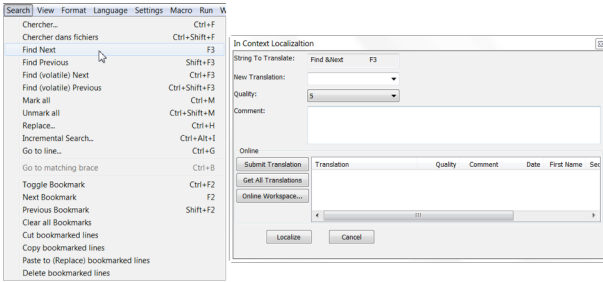 Search View Format Language Settings Macro Run
Chercher... Ctrl+F
Chercher dans fichiers Ctrl+Shift+F
Find Next F3
Find Previous Shift+F3
Find (volatile) Next Ctrl+F3
Find (volatile) Previous Ctrl+Shift+F3
Mark all Ctrl+M
Unmark all Ctrl+Shift+M
Replace... Ctrl+H
Incremental Search... Ctrl+Alt+I
Go to line... Ctrl+G
Go to matching brace Ctrl+B
Toggle Bookmark Ctrl+F2
Next Bookmark F2
Previous Bookmark Shift+F2
Clear all Bookmarks
Cut bookmarked lines
Copy bookmarked lines
Paste to (Replace) bookmarked lines
Delete bookmarked lines
In Context Localizaltion
String To Translate: Find &Next F3
New Translation:
Quality: 5
Comment:
Online
Submit Translation
Get All Translations
Online Workspace...
Translation Quality Comment Date First Name Sec
Localize Cancel